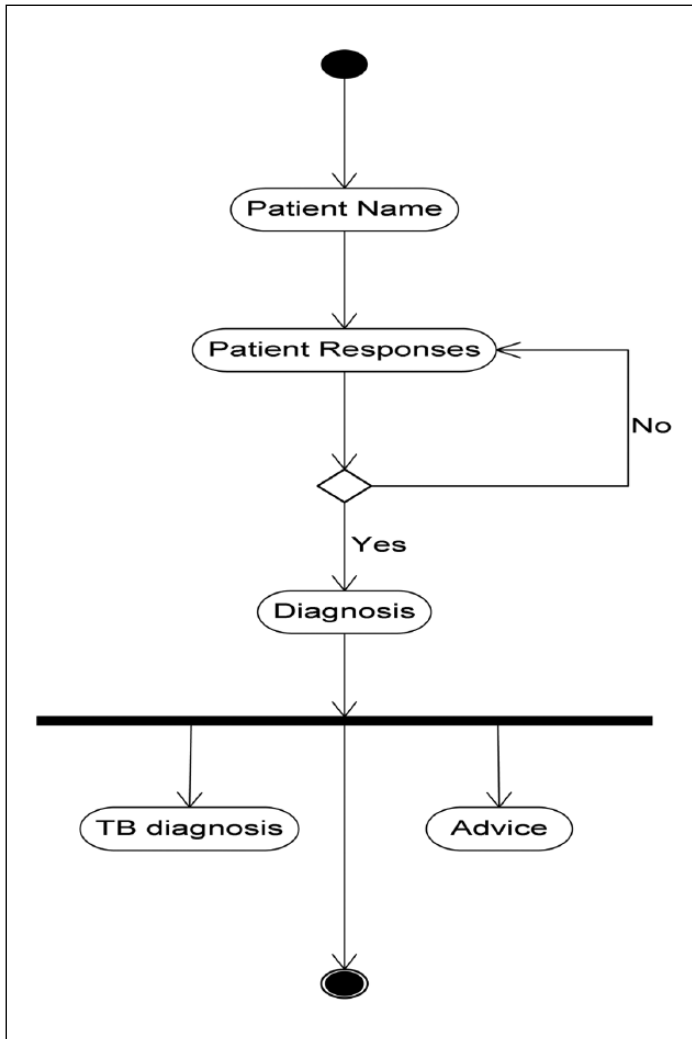 Patient Name
Patient Responses
No
Yes
Diagnosis
TB diagnosis
Advice